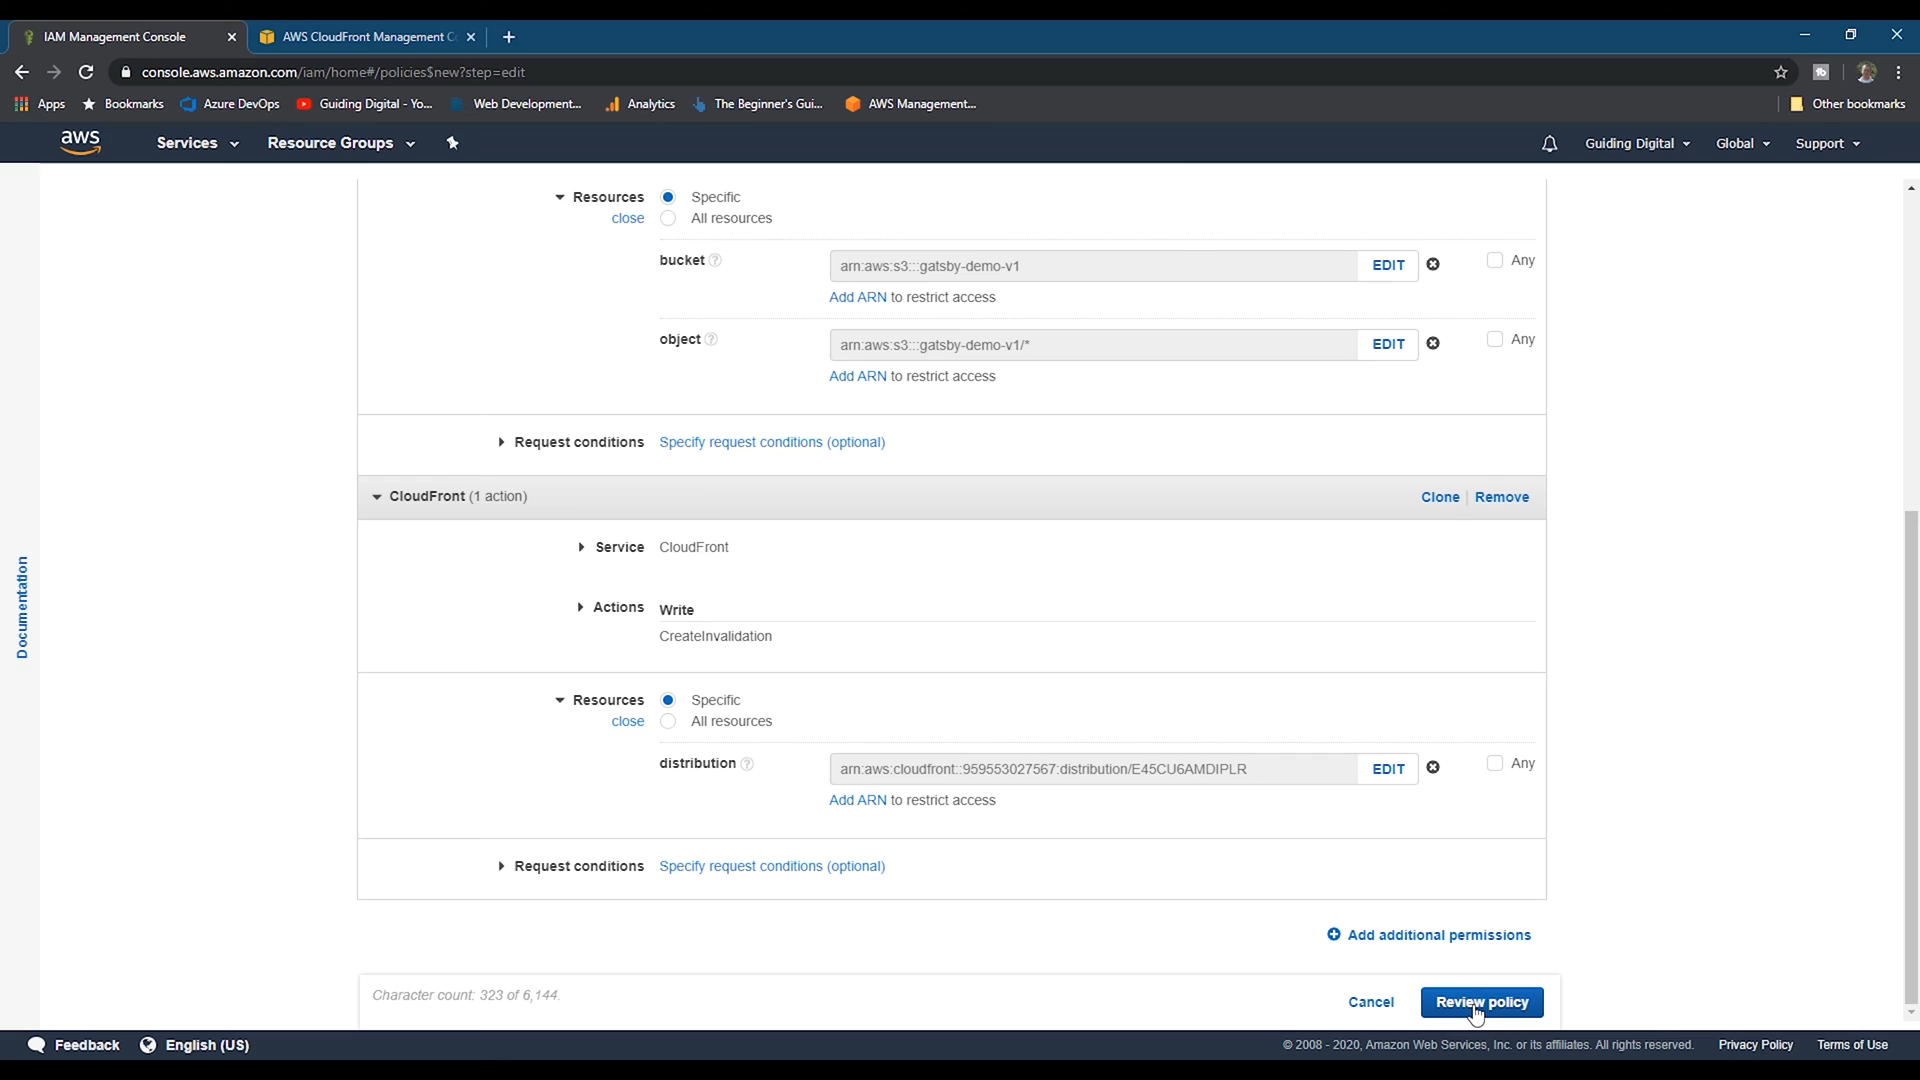 IAM Management Console
AWS CloudFront Management C
console.aws.amazon.com/iam/home#/policies$new?step=edit
Apps Bookmarks Azure DevOps Guiding Digital - Yo... Web Development... Analytics The Beginner's Gui... AWS Management... Other bookmarks
aws Services Resource Groups Guiding Digital Global Support
Resources Specific
close All resources
bucket ? arn:aws:s3:::gatsby-demo-v1 EDIT Any
Add ARN to restrict access
object ? arn:aws:s3:::gatsby-demo-v1/* EDIT Any
Add ARN to restrict access
Request conditions Specify request conditions (optional)
CloudFront (1 action) Clone Remove
Service CloudFront
Actions Write
CreateInvalidation
Resources Specific
close All resources
distribution ? arn:aws:cloudfront::959553027567:distribution/E45CU6AMDIPLR EDIT Any
Add ARN to restrict access
Request conditions Specify request conditions (optional)
Add additional permissions
Documentation
Character count: 323 of 6,144.
Cancel Review policy
Feedback English (US) © 2008 - 2020, Amazon Web Services, Inc. or its affiliates. All rights reserved. Privacy Policy Terms of Use